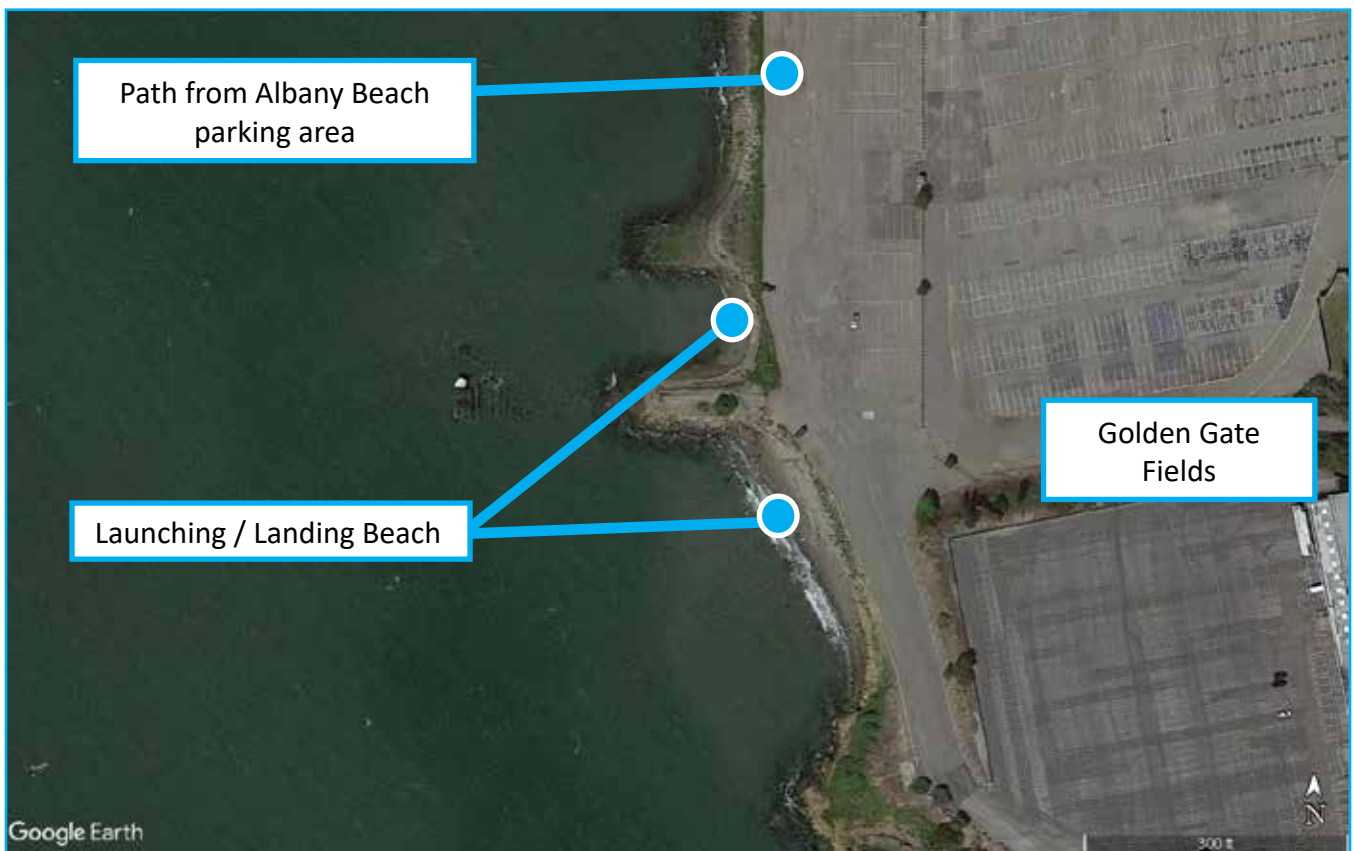 Path from Albany Beach
parking area
Golden Gate
Fields
Launching / Landing Beach
Google Earth
N
300 ft